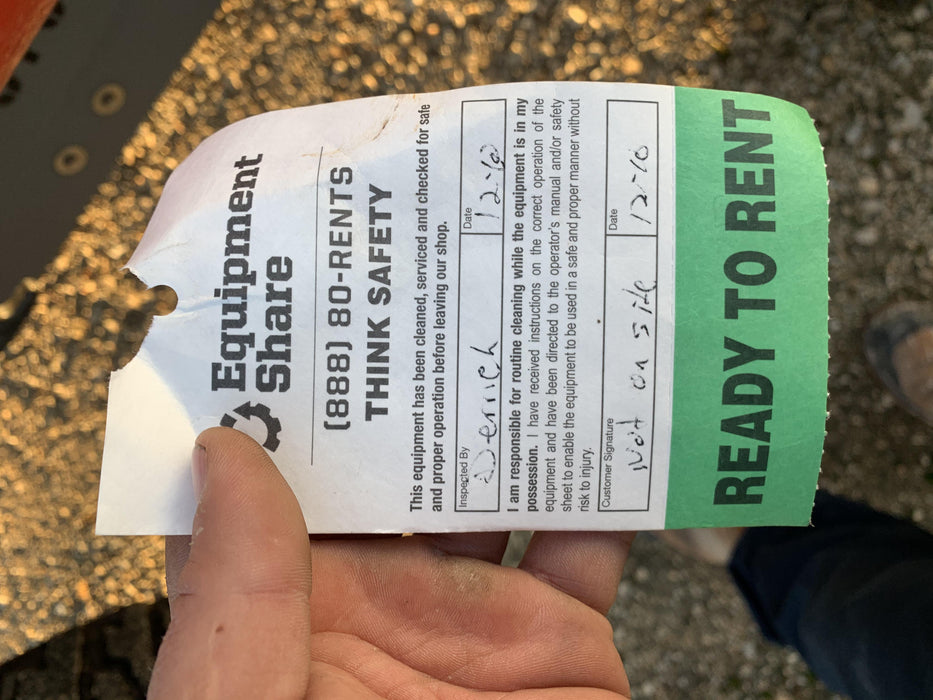 Equipment
Share
(888) 80-RENTS
THINK SAFETY
This equipment has been cleaned, serviced and checked for safe
and proper operation before leaving our shop.
Inspected By
Derrick
Date
12-10
I am responsible for routine cleaning while the equipment is in my
possession. I have received instructions on the correct operation of the
equipment and have been directed to the operator's manual and/or safety
sheet to enable the equipment to be used in a safe and proper manner without
risk to injury.
Customer Signature
Not on site
Date
12-10
READY TO RENT